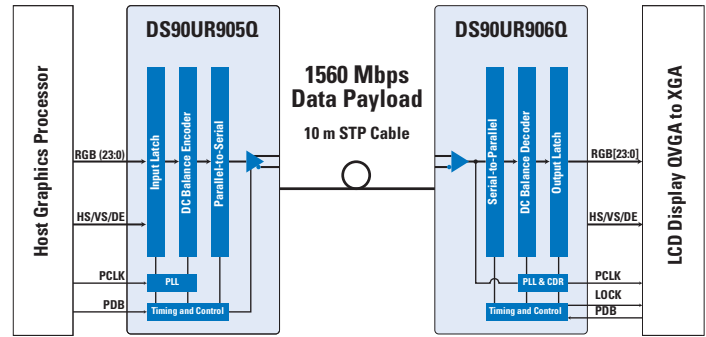 Host Graphics Processor
RGB (23:0)
HS/VS/DE
PCLK
PDB
DS90UR905Q
Input Latch
DC Balance Encoder
Parallel-to-Serial
PLL
Timing and Control
1560 Mbps
Data Payload
10 m STP Cable
DS90UR906Q
Serial-to-Parallel
DC Balance Decoder
Output Latch
PLL & CDR
Timing and Control
RGB[23:0]
HS/VS/DE
PCLK
LOCK
PDB
LCD Display QVGA to XGA